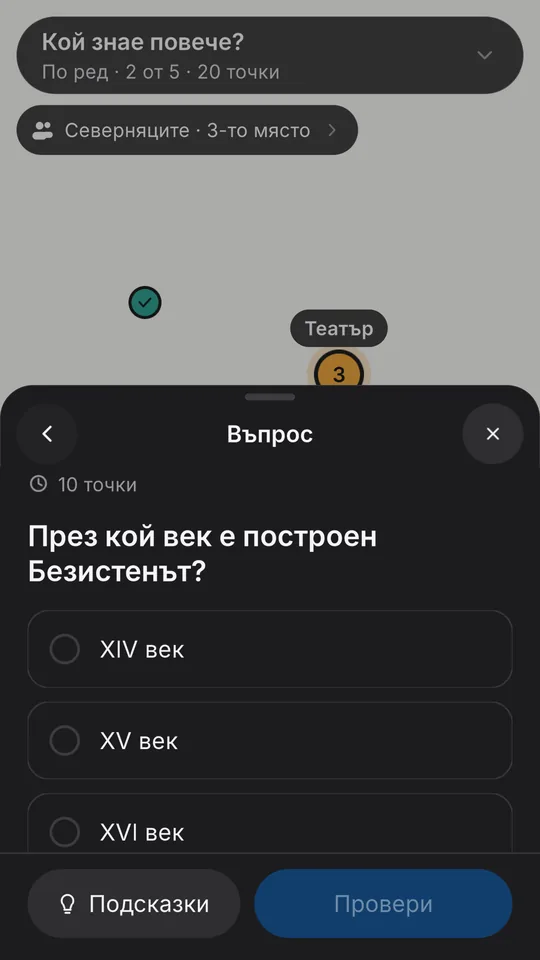 Кой знае повече?
По ред · 2 от 5 · 20 точки
Северняците · 3-то място
Театър
3
Въпрос
10 точки
През кой век е построен
Безистенът?
XIV век
XV век
XVI век
Подсказки
Провери